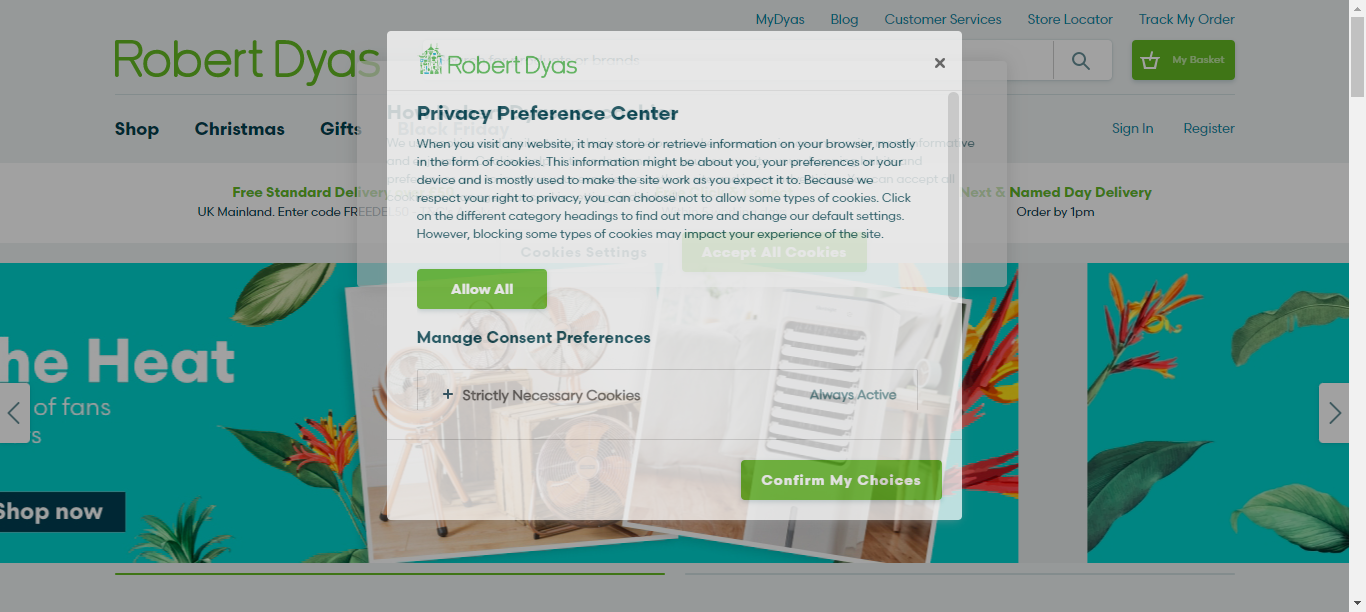 MyDyas Blog Customer Services Store Locator Track My Order
Robert Dyas
My Basket
Shop Christmas Gifts Black Friday
Sign In Register
Free Standard Delivery
UK Mainland. Enter code FREEDEL50
Next & Named Day Delivery
Order by 1pm
Robert Dyas
Privacy Preference Center
When you visit any website, it may store or retrieve information on your browser, mostly
in the form of cookies. This information might be about you, your preferences or your
device and is mostly used to make the site work as you expect it to. Because we
respect your right to privacy, you can choose not to allow some types of cookies. Click
on the different category headings to find out more and change our default settings.
However, blocking some types of cookies may impact your experience of the site.
Cookies Settings Accept All Cookies
Allow All
Manage Consent Preferences
+ Strictly Necessary Cookies Always Active
Confirm My Choices
he Heat
of fans
s
Shop now